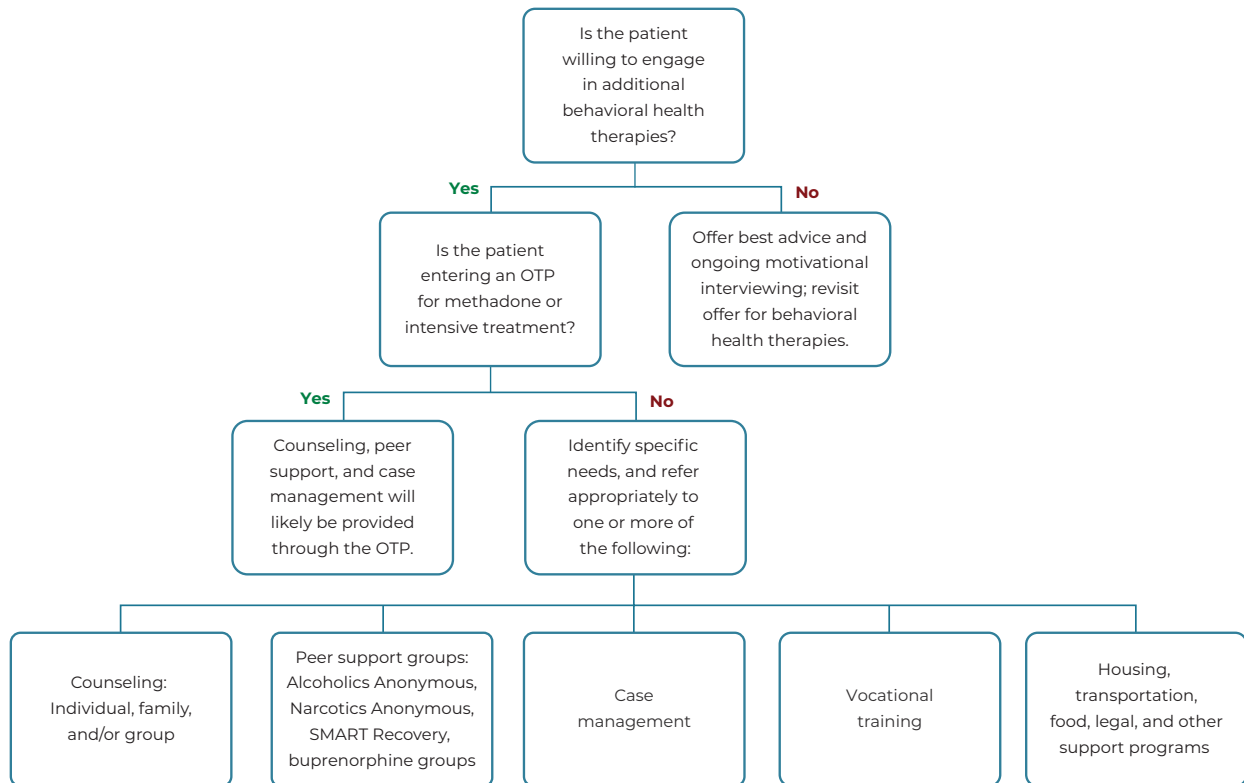 Is the patient
willing to engage
in additional
behavioral health
therapies?
Yes
No
Is the patient
entering an OTP
for methadone or
intensive treatment?
Offer best advice and
ongoing motivational
interviewing; revisit
offer for behavioral
health therapies.
Yes
No
Counseling, peer
support, and case
management will
likely be provided
through the OTP.
Identify specific
needs, and refer
appropriately to
one or more of
the following:
Counseling:
Individual, family,
and/or group
Peer support groups:
Alcoholics Anonymous,
Narcotics Anonymous,
SMART Recovery,
buprenorphine groups
Case
management
Vocational
training
Housing,
transportation,
food, legal, and other
support programs